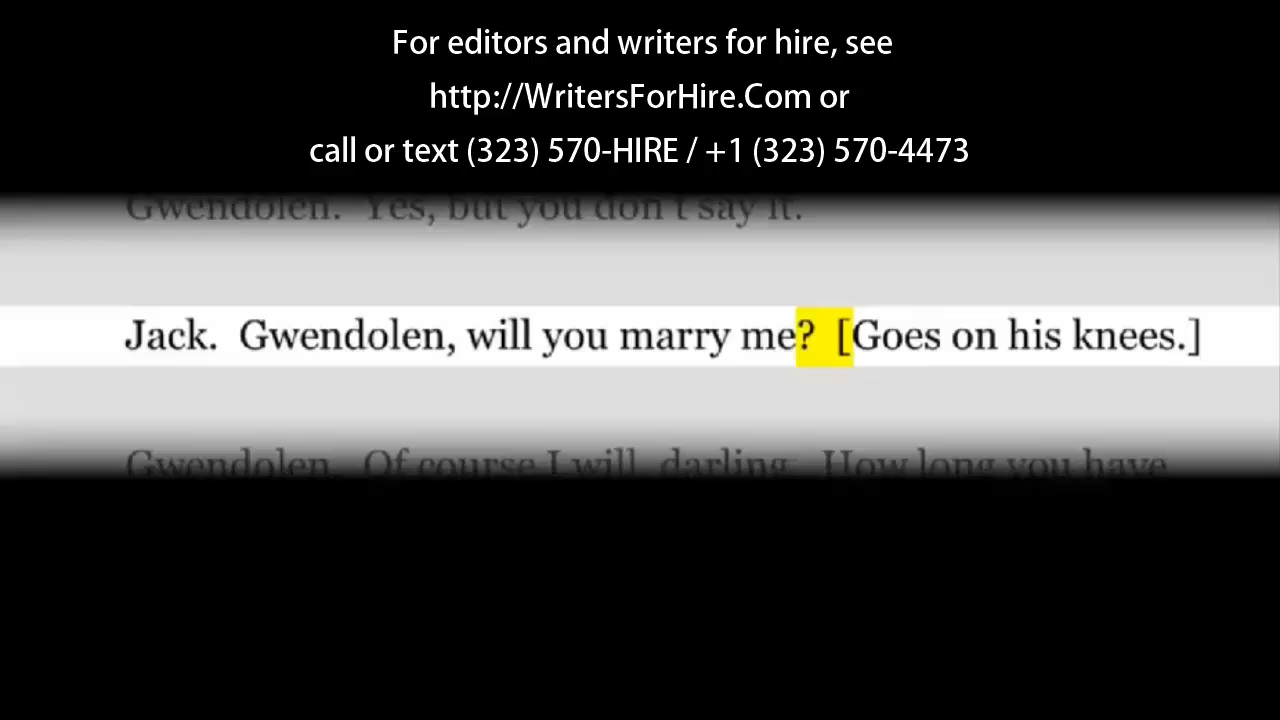 For editors and writers for hire, see
http://WritersForHire.Com or
call or text (323) 570-HIRE / +1 (323) 570-4473
Gwendolen.  Yes, but you don't say it.
Jack.  Gwendolen, will you marry me?  [Goes on his knees.]
Gwendolen.  Of course I will, darling.  How long you have